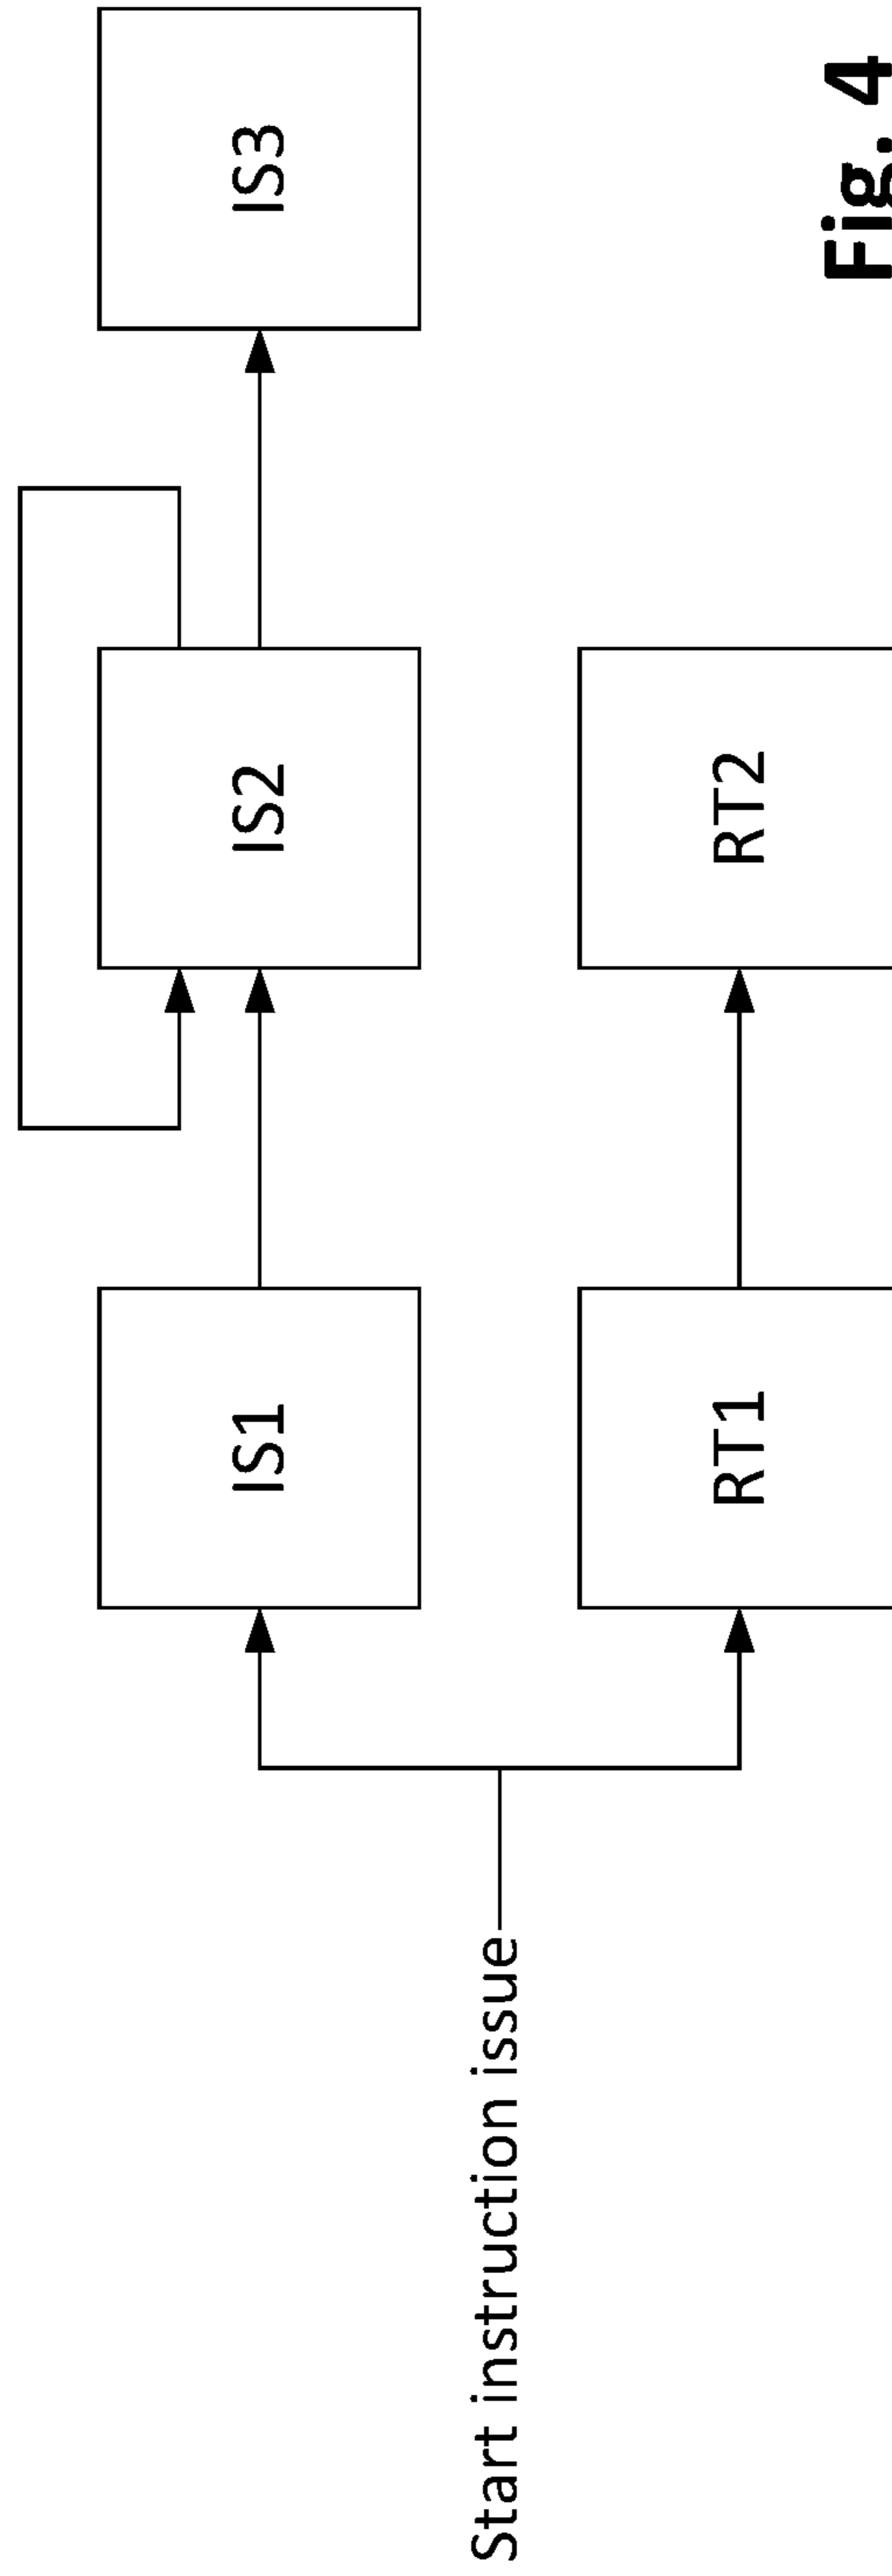 Start instruction issue
IS1
IS2
IS3
RT1
RT2
Fig. 4